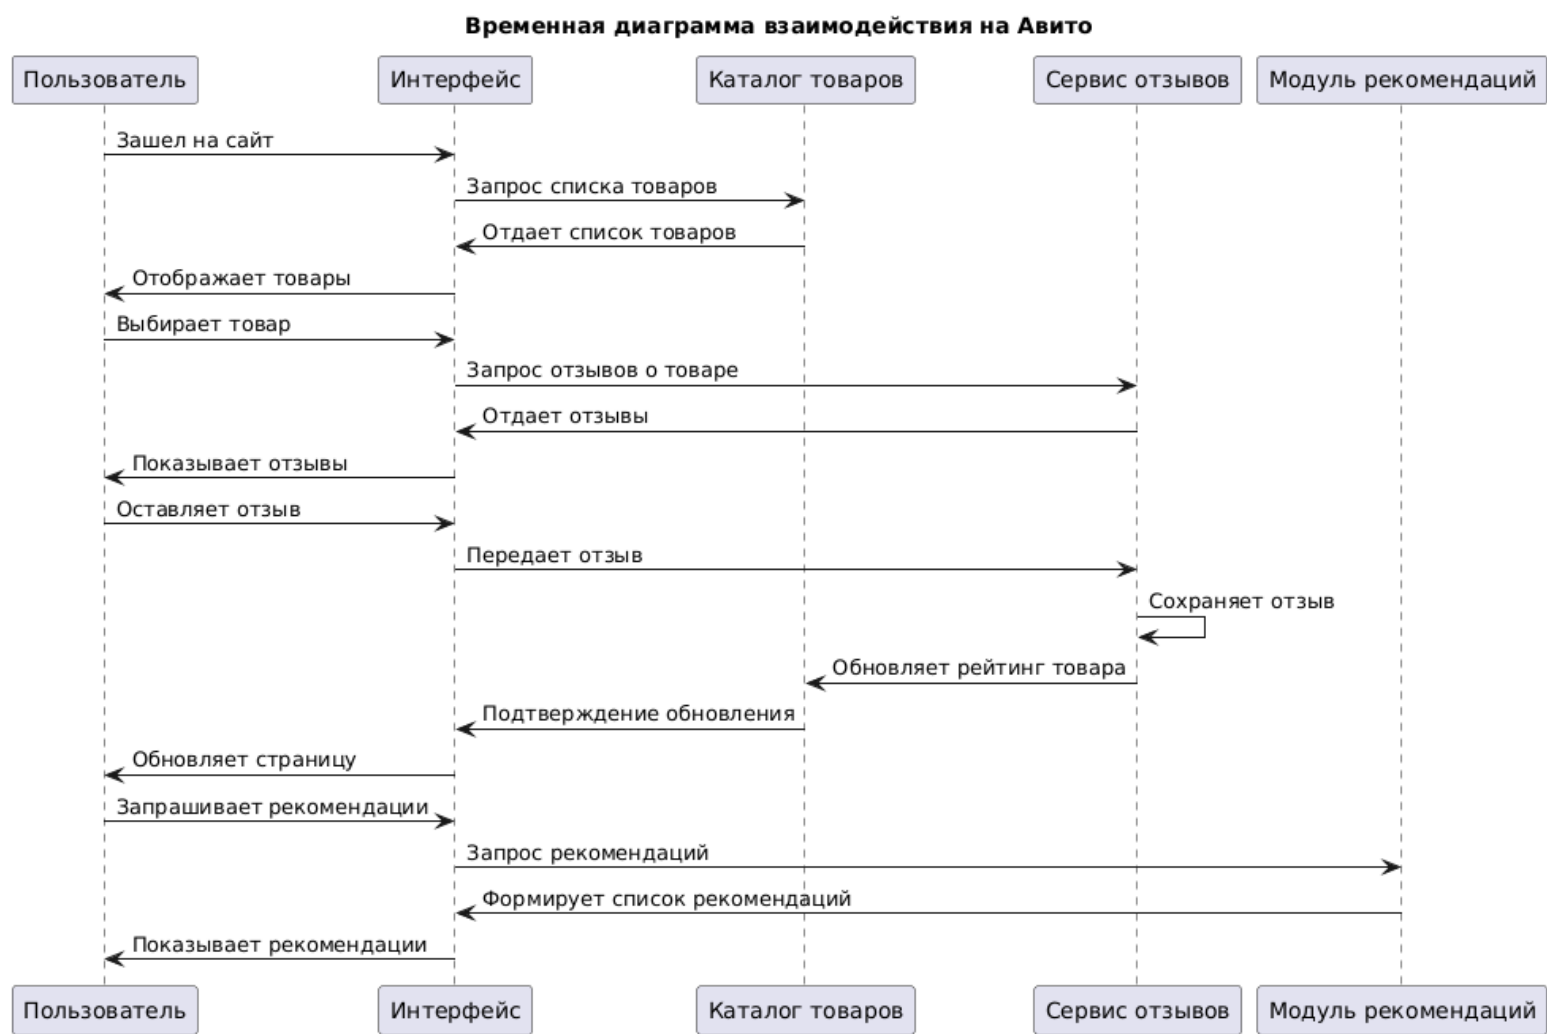 Временная диаграмма взаимодействия на Авито
Пользователь
Интерфейс
Каталог товаров
Сервис отзывов
Модуль рекомендаций
Зашел на сайт
Запрос списка товаров
Отдает список товаров
Отображает товары
Выбирает товар
Запрос отзывов о товаре
Отдает отзывы
Показывает отзывы
Оставляет отзыв
Передает отзыв
Сохраняет отзыв
Обновляет рейтинг товара
Подтверждение обновления
Обновляет страницу
Запрашивает рекомендации
Запрос рекомендаций
Формирует список рекомендаций
Показывает рекомендации
Пользователь
Интерфейс
Каталог товаров
Сервис отзывов
Модуль рекомендаций